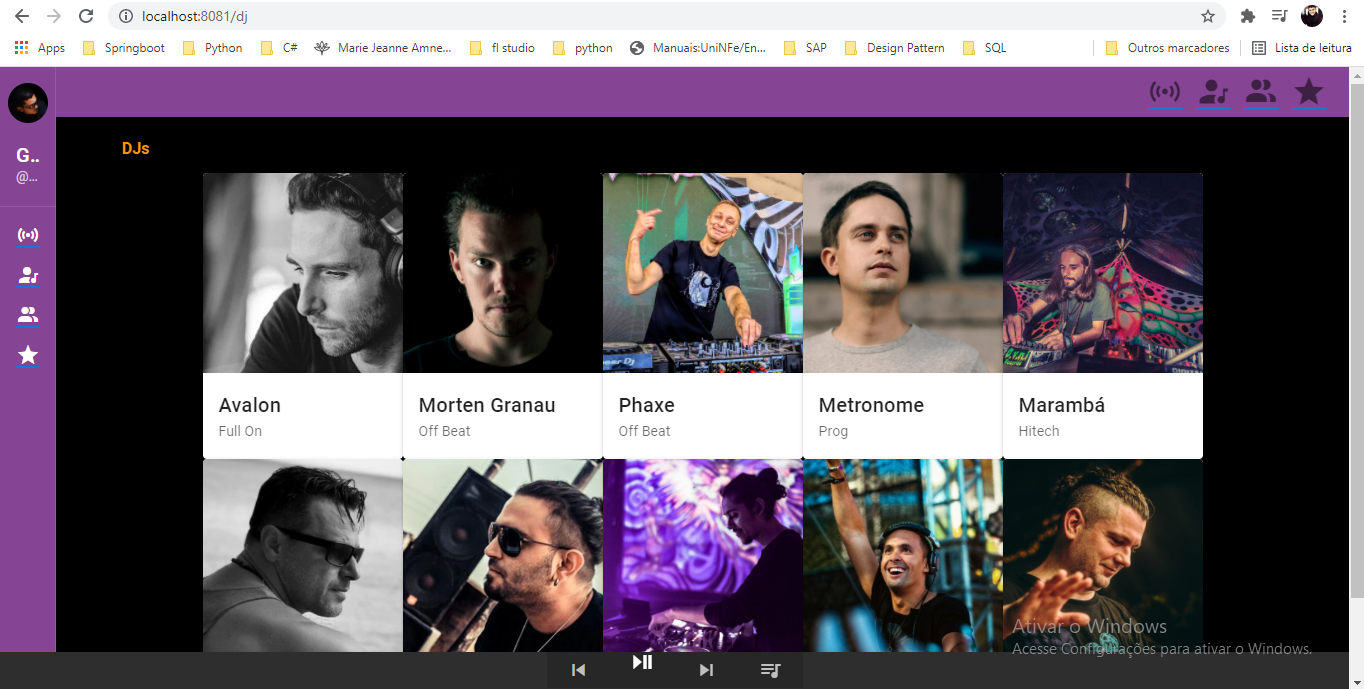 localhost:8081/dj
Apps Springboot Python C# Marie Jeanne Amne... fl studio python Manuais:UniNFe/En... SAP Design Pattern SQL Outros marcadores Lista de leitura
G..
@...
DJs
Avalon Morten Granau Phaxe Metronome Marambá
Full On Off Beat Off Beat Prog Hitech
Ativar o Windows
Acesse Configurações para ativar o Windows.